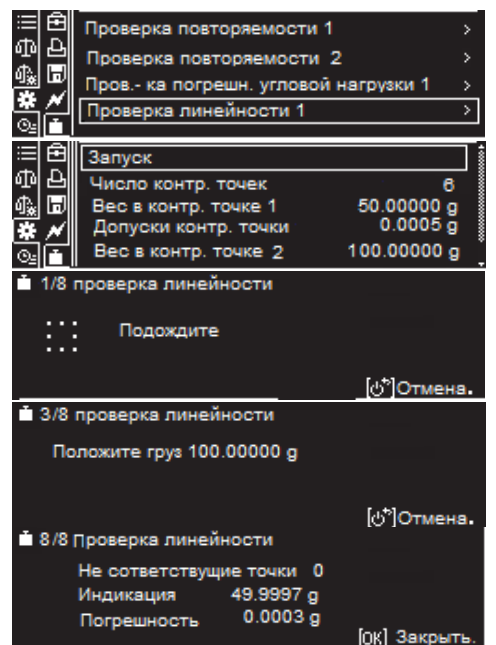 Проверка повторяемости 1 >
Проверка повторяемости 2 >
Пров.- ка погрешн. угловой нагрузки 1 >
Проверка линейности 1 >
Запуск
Число контр. точек 6
Вес в контр. точке 1 50.00000 g
Допуски контр. точки 0.0005 g
Вес в контр. точке 2 100.00000 g
1/8 проверка линейности
Подождите
[⏻]Отмена.
3/8 проверка линейности
Положите груз 100.00000 g
[⏻]Отмена.
8/8 Проверка линейности
Не сответствущие точки 0
Индикация 49.9997 g
Погрешность 0.0003 g
[OK] Закрыть.